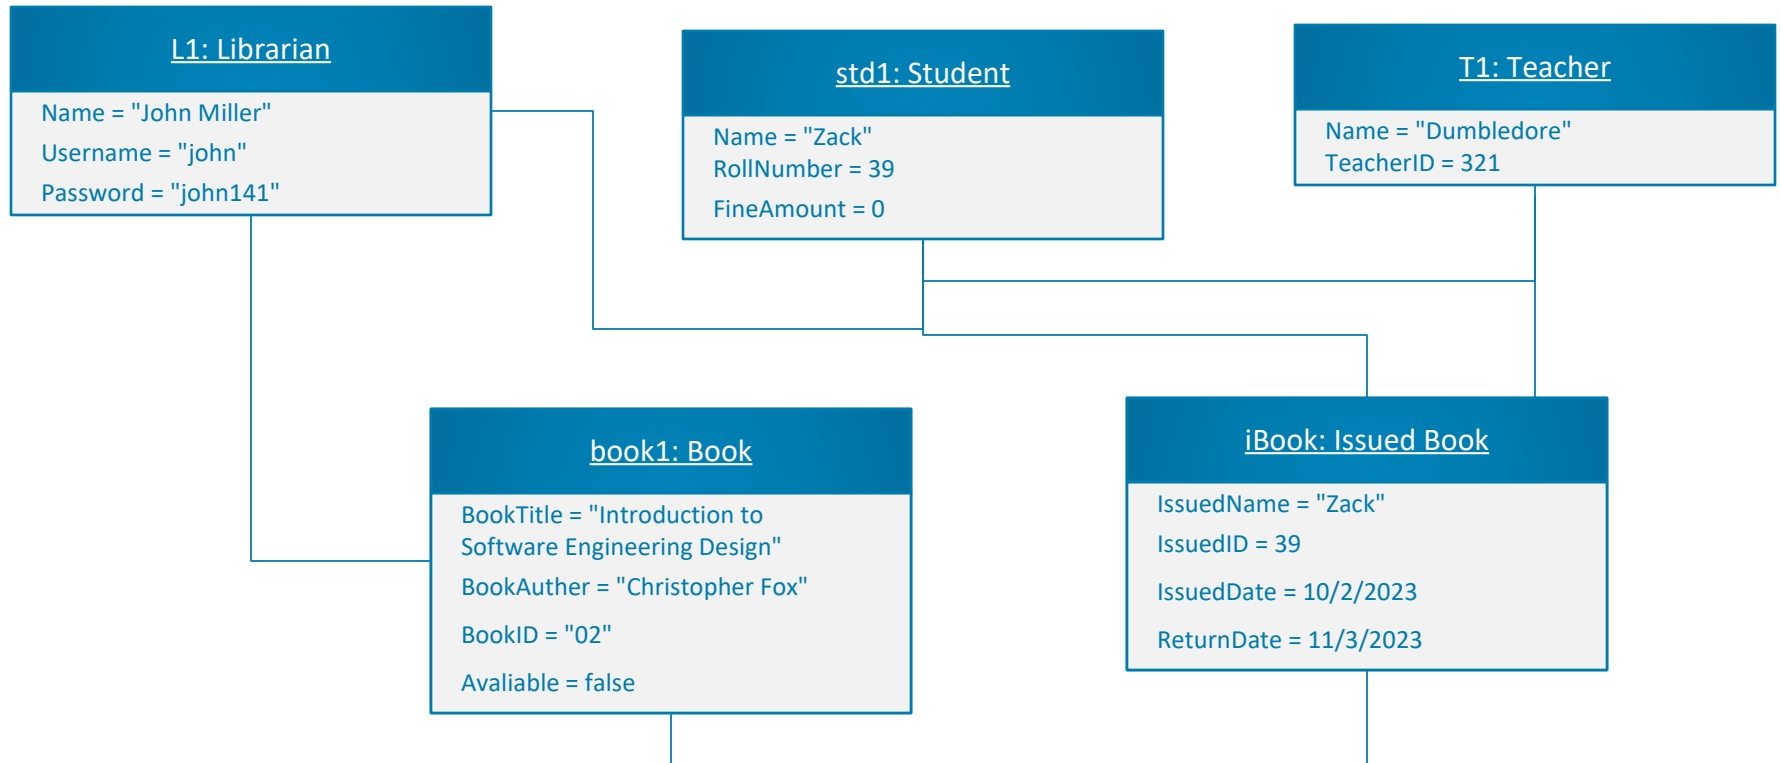 L1: Librarian
Name = "John Miller"
Username = "john"
Password = "john141"
std1: Student
Name = "Zack"
RollNumber = 39
FineAmount = 0
T1: Teacher
Name = "Dumbledore"
TeacherID = 321
book1: Book
BookTitle = "Introduction to
Software Engineering Design"
BookAuther = "Christopher Fox"
BookID = "02"
Avaliable = false
iBook: Issued Book
IssuedName = "Zack"
IssuedID = 39
IssuedDate = 10/2/2023
ReturnDate = 11/3/2023